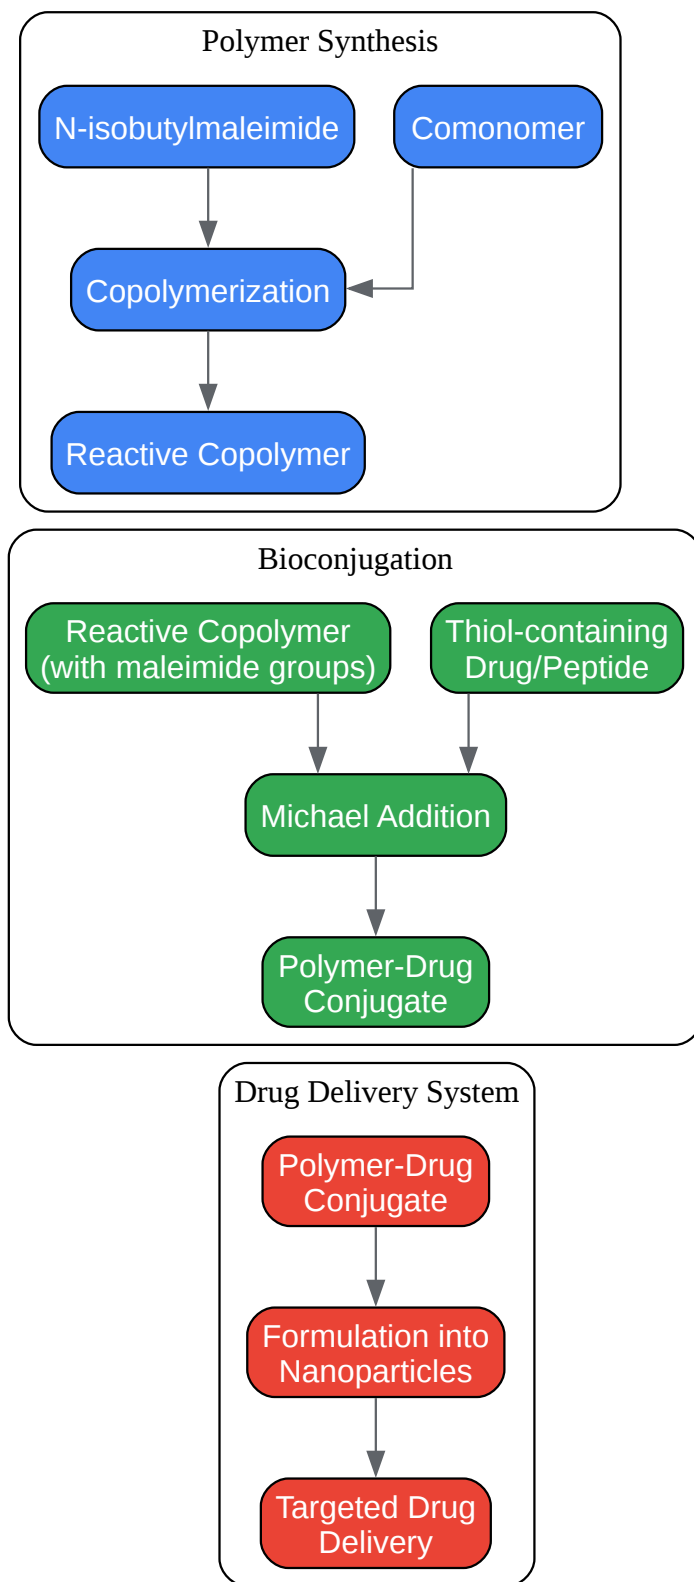 Polymer Synthesis
N-isobutylmaleimide
Comonomer
Copolymerization
Reactive Copolymer
Bioconjugation
Reactive Copolymer
(with maleimide groups)
Thiol-containing
Drug/Peptide
Michael Addition
Polymer-Drug
Conjugate
Drug Delivery System
Polymer-Drug
Conjugate
Formulation into
Nanoparticles
Targeted Drug
Delivery